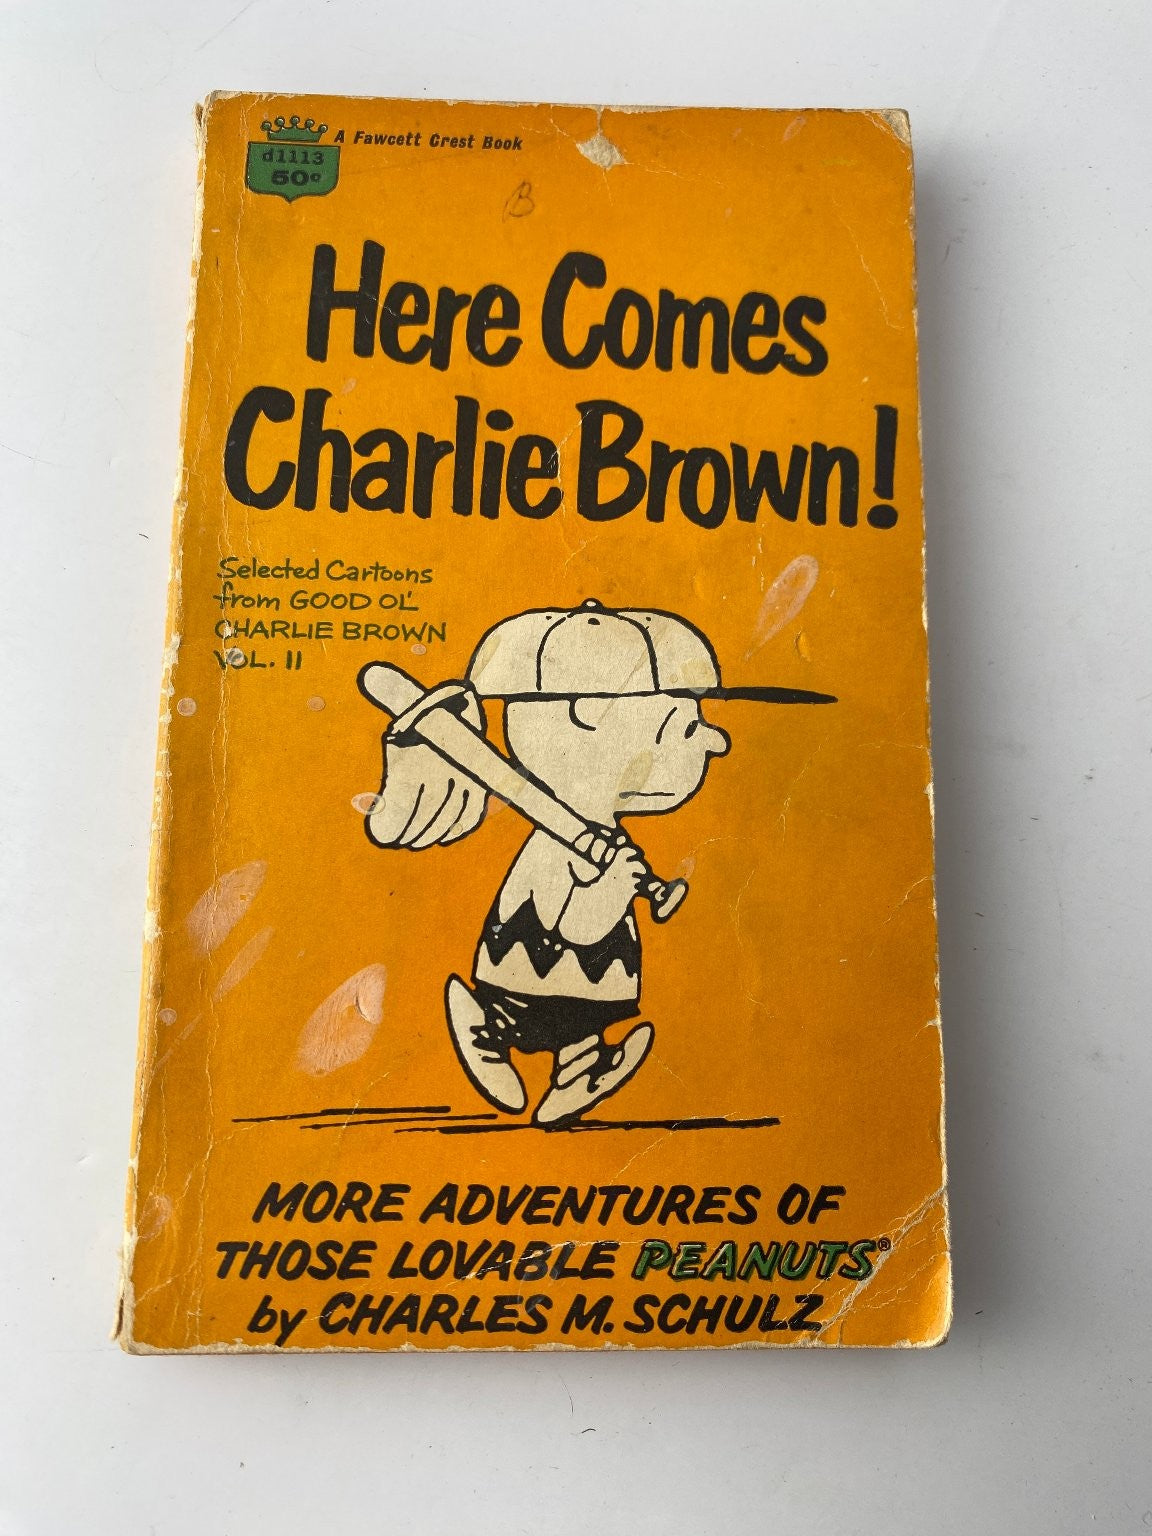 A Fawcett Crest Book
d1113
50¢
B
Here Comes
Charlie Brown!
Selected Cartoons
from GOOD OL'
CHARLIE BROWN
VOL. II
MORE ADVENTURES OF
THOSE LOVABLE PEANUTS®
by CHARLES M. SCHULZ